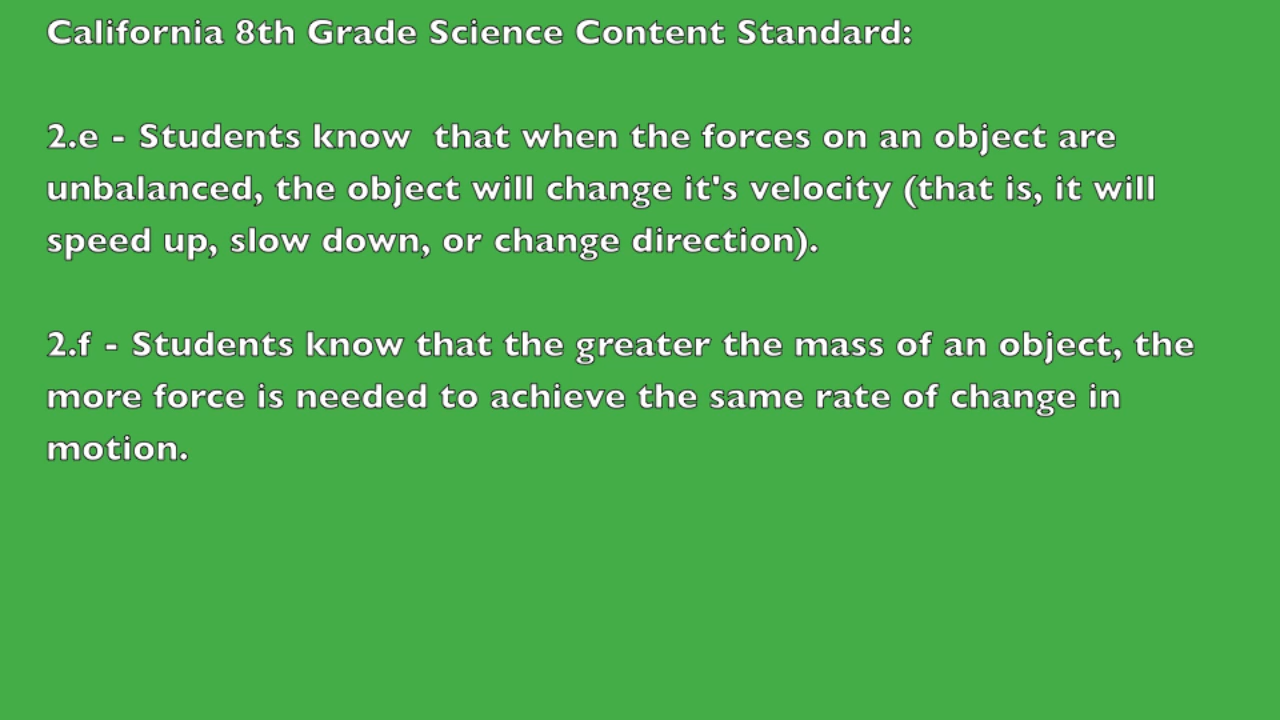 California 8th Grade Science Content Standard:
2.e - Students know  that when the forces on an object are
unbalanced, the object will change it's velocity (that is, it will
speed up, slow down, or change direction).
2.f - Students know that the greater the mass of an object, the
more force is needed to achieve the same rate of change in
motion.